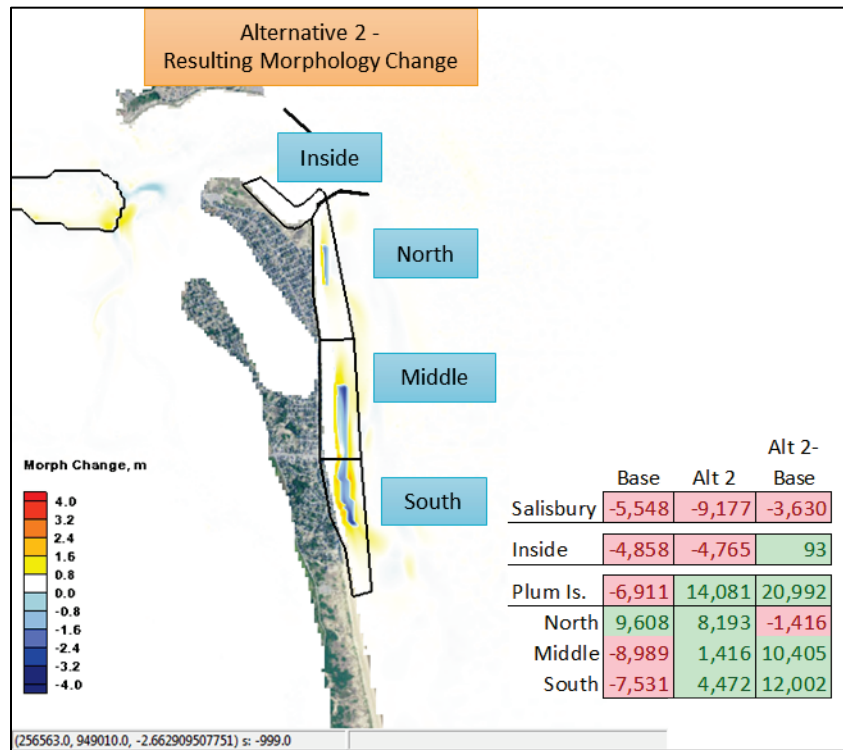 Alternative 2 -
Resulting Morphology Change
Inside
North
Middle
South
Morph Change, m
4.0
3.2
2.4
1.6
0.8
0.0
-0.8
-1.6
-2.4
-3.2
-4.0
Base Alt 2 Alt 2-
Base
Salisbury -5,548 -9,177 -3,630
Inside -4,858 -4,765 93
Plum Is. -6,911 14,081 20,992
North 9,608 8,193 -1,416
Middle -8,989 1,416 10,405
South -7,531 4,472 12,002
(256563.0, 949010.0, -2.662909507751) s: -999.0